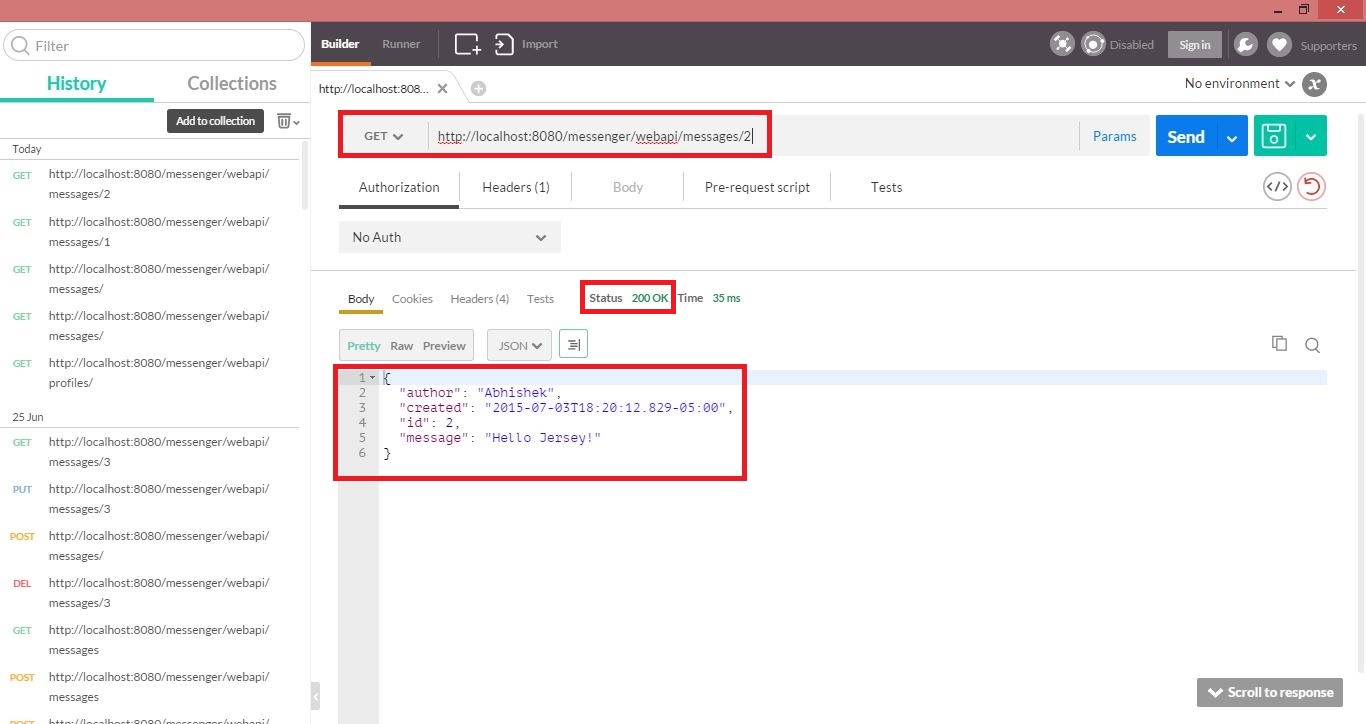 Filter
History
Collections
Add to collection
Today
GET http://localhost:8080/messenger/webapi/
messages/2
GET http://localhost:8080/messenger/webapi/
messages/1
GET http://localhost:8080/messenger/webapi/
messages/
GET http://localhost:8080/messenger/webapi/
messages/
GET http://localhost:8080/messenger/webapi/
profiles/
25 Jun
GET http://localhost:8080/messenger/webapi/
messages/3
PUT http://localhost:8080/messenger/webapi/
messages/3
POST http://localhost:8080/messenger/webapi/
messages/
DEL http://localhost:8080/messenger/webapi/
messages/3
GET http://localhost:8080/messenger/webapi/
messages
POST http://localhost:8080/messenger/webapi/
messages
POST http://localhost:8080/messenger/webapi/
Builder Runner Import Disabled Sign in Supporters
http://localhost:808... No environment x
GET http://localhost:8080/messenger/webapi/messages/2 Params Send
Authorization Headers (1) Body Pre-request script Tests </>
No Auth
Body Cookies Headers (4) Tests Status 200 OK Time 35 ms
Pretty Raw Preview JSON
1 {
2 "author": "Abhishek",
3 "created": "2015-07-03T18:20:12.829-05:00",
4 "id": 2,
5 "message": "Hello Jersey!"
6 }
Scroll to response